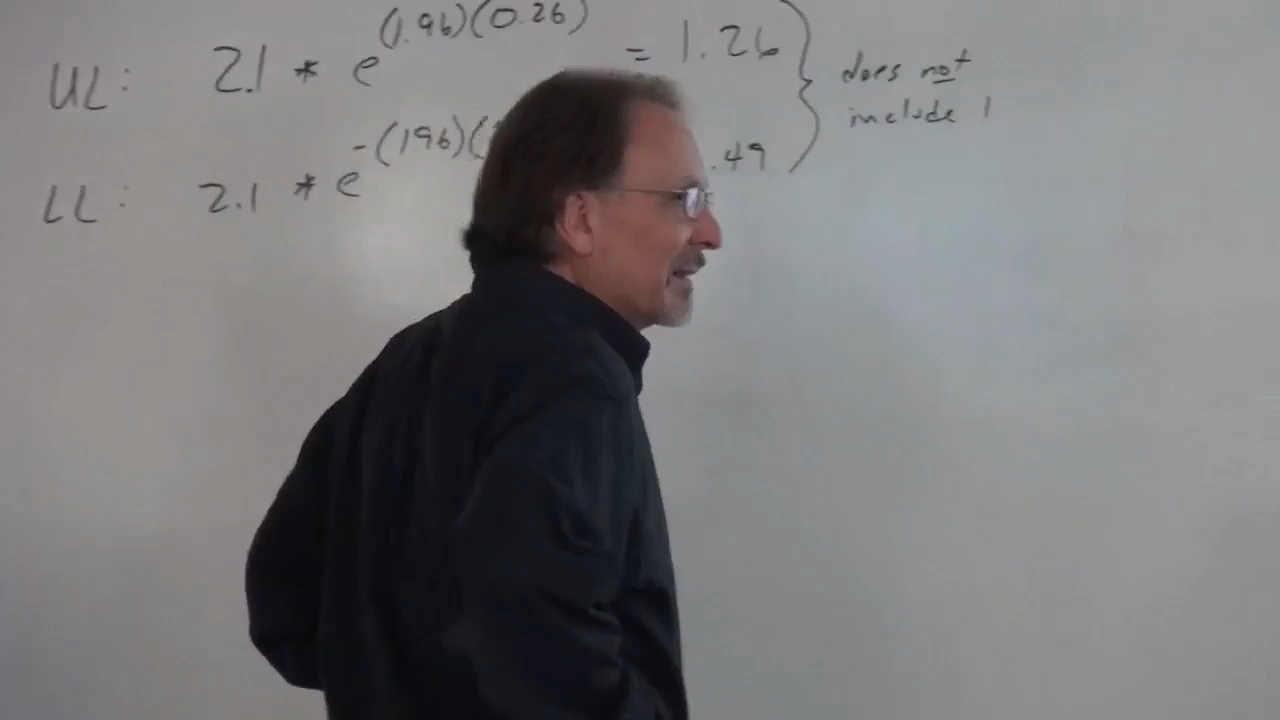 UL: 2.1 * e^(1.96)(0.26) = 1.26 } does not
include 1
LL: 2.1 * e^-(196)( .49